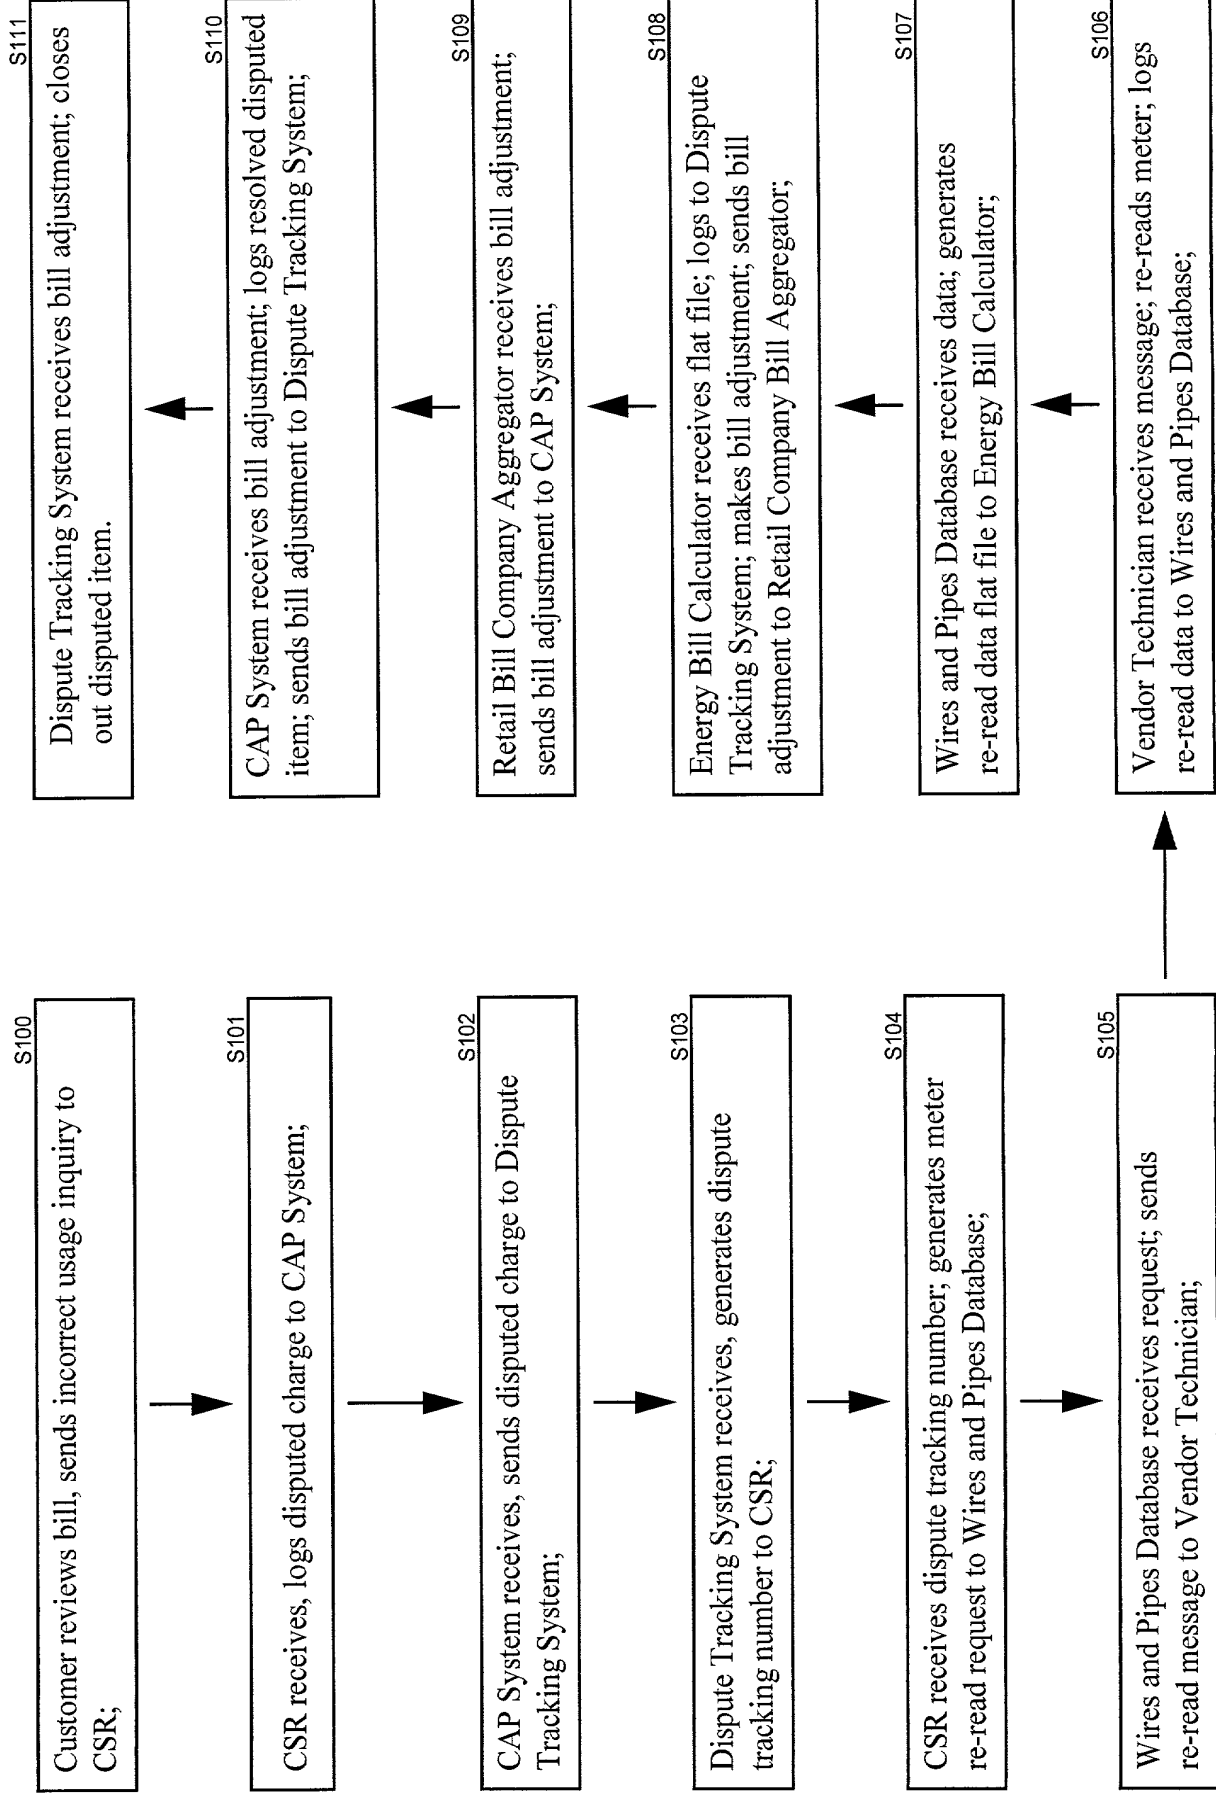 S100
Customer reviews bill, sends incorrect usage inquiry to
CSR;
S101
CSR receives, logs disputed charge to CAP System;
S102
CAP System receives, sends disputed charge to Dispute
Tracking System;
S103
Dispute Tracking System receives, generates dispute
tracking number to CSR;
S104
CSR receives dispute tracking number; generates meter
re-read request to Wires and Pipes Database;
S105
Wires and Pipes Database receives request; sends
re-read message to Vendor Technician;
S106
Vendor Technician receives message; re-reads meter; logs
re-read data to Wires and Pipes Database;
S107
Wires and Pipes Database receives data; generates
re-read data flat file to Energy Bill Calculator;
S108
Energy Bill Calculator receives flat file; logs to Dispute
Tracking System; makes bill adjustment; sends bill
adjustment to Retail Company Bill Aggregator;
S109
Retail Bill Company Aggregator receives bill adjustment;
sends bill adjustment to CAP System;
S110
CAP System receives bill adjustment; logs resolved disputed
item; sends bill adjustment to Dispute Tracking System;
S111
Dispute Tracking System receives bill adjustment; closes
out disputed item.